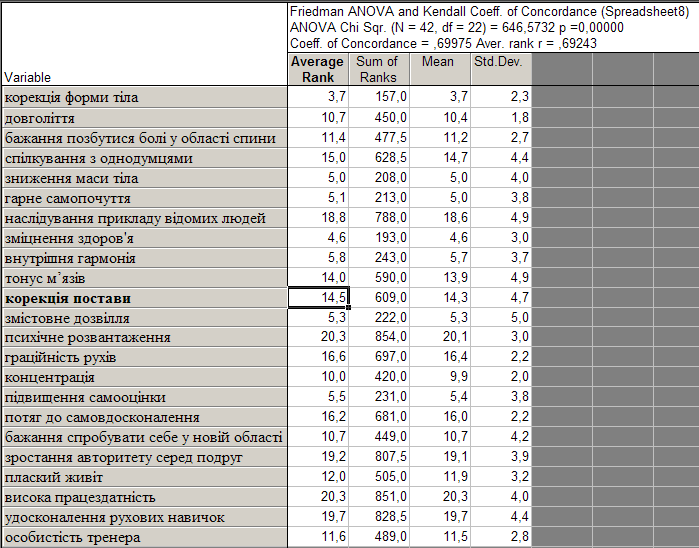 Friedman ANOVA and Kendall Coeff. of Concordance (Spreadsheet8)
ANOVA Chi Sqr. (N = 42, df = 22) = 646,5732 p =0,00000
Coeff. of Concordance = ,69975 Aver. rank r = ,69243
Variable Average Rank Sum of Ranks Mean Std.Dev.
корекція форми тіла 3,7 157,0 3,7 2,3
довголіття 10,7 450,0 10,4 1,8
бажання позбутися болі у області спини 11,4 477,5 11,2 2,7
спілкування з однодумцями 15,0 628,5 14,7 4,4
зниження маси тіла 5,0 208,0 5,0 4,0
гарне самопочуття 5,1 213,0 5,0 3,8
наслідування прикладу відомих людей 18,8 788,0 18,6 4,9
зміцнення здоров'я 4,6 193,0 4,6 3,0
внутрішня гармонія 5,8 243,0 5,7 3,7
тонус м’язів 14,0 590,0 13,9 4,9
корекція постави 14,5 609,0 14,3 4,7
змістовне дозвілля 5,3 222,0 5,3 5,0
психічне розвантаження 20,3 854,0 20,1 3,0
граційність рухів 16,6 697,0 16,4 2,2
концентрація 10,0 420,0 9,9 2,0
підвищення самооцінки 5,5 231,0 5,4 3,8
потяг до самовдосконалення 16,2 681,0 16,0 2,2
бажання спробувати себе у новій області 10,7 449,0 10,7 4,2
зростання авторитету серед подруг 19,2 807,5 19,1 3,9
плаский живіт 12,0 505,0 11,9 3,2
висока працездатність 20,3 851,0 20,3 4,0
удосконалення рухових навичок 19,7 828,5 19,7 4,4
особистість тренера 11,6 489,0 11,5 2,8